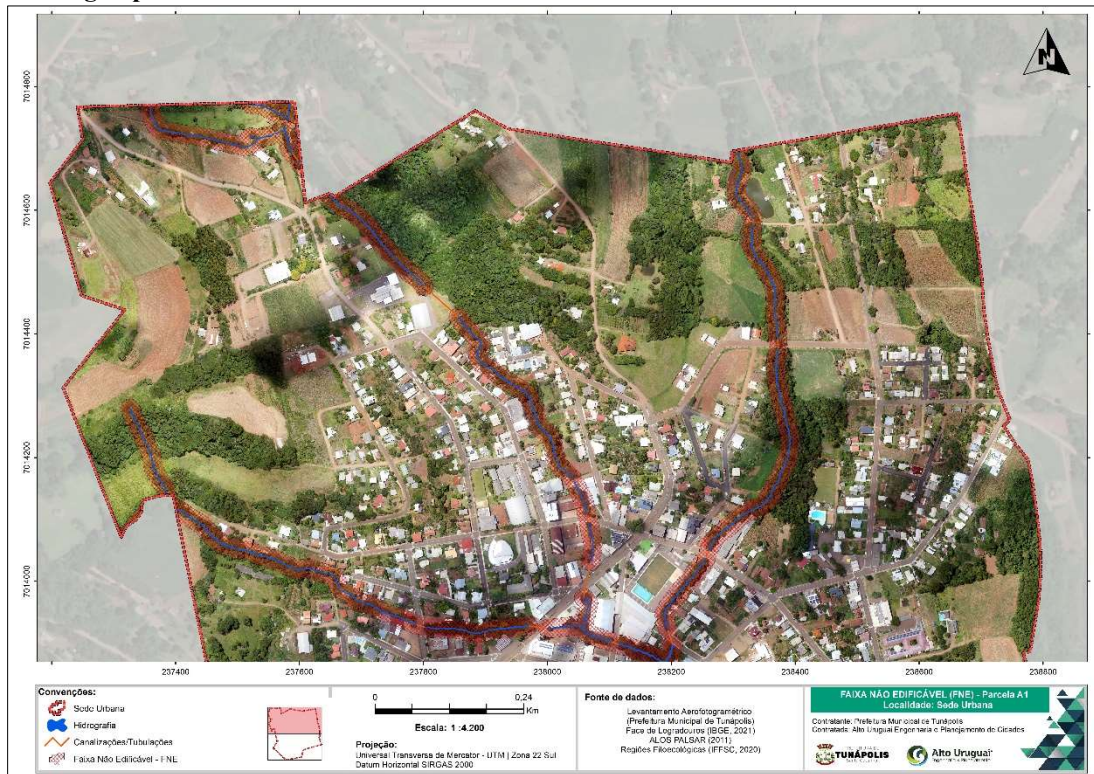 N
7014800
7014600
7014400
7014200
7014000
237400
237600
237800
238000
238200
238400
238600
238800
Convenções:
Sede Urbana
Hidrografia
Canalizações/Tubulações
Faixa Não Edificável - FNE
0
0,24
Km
Escala: 1:4.200
Projeção:
Universal Transversa de Mercator - UTM | Zona 22 Sul
Datum Horizontal SIRGAS 2000
Fonte de dados:
Levantamento Aerofotogramétrico
(Prefeitura Municipal de Tunápolis)
Face de Logradouros (IBGE, 2021)
ALOS PALSAR (2011)
Regiões Fitoecológicas (IFFSC, 2020)
FAIXA NÃO EDIFICÁVEL (FNE) - Parcela A1
Localidade: Sede Urbana
Contratante: Prefeitura Municipal de Tunápolis
Contratada: Alto Uruguai Engenharia e Planejamento de Cidades
TUNÁPOLIS
Alto Uruguai